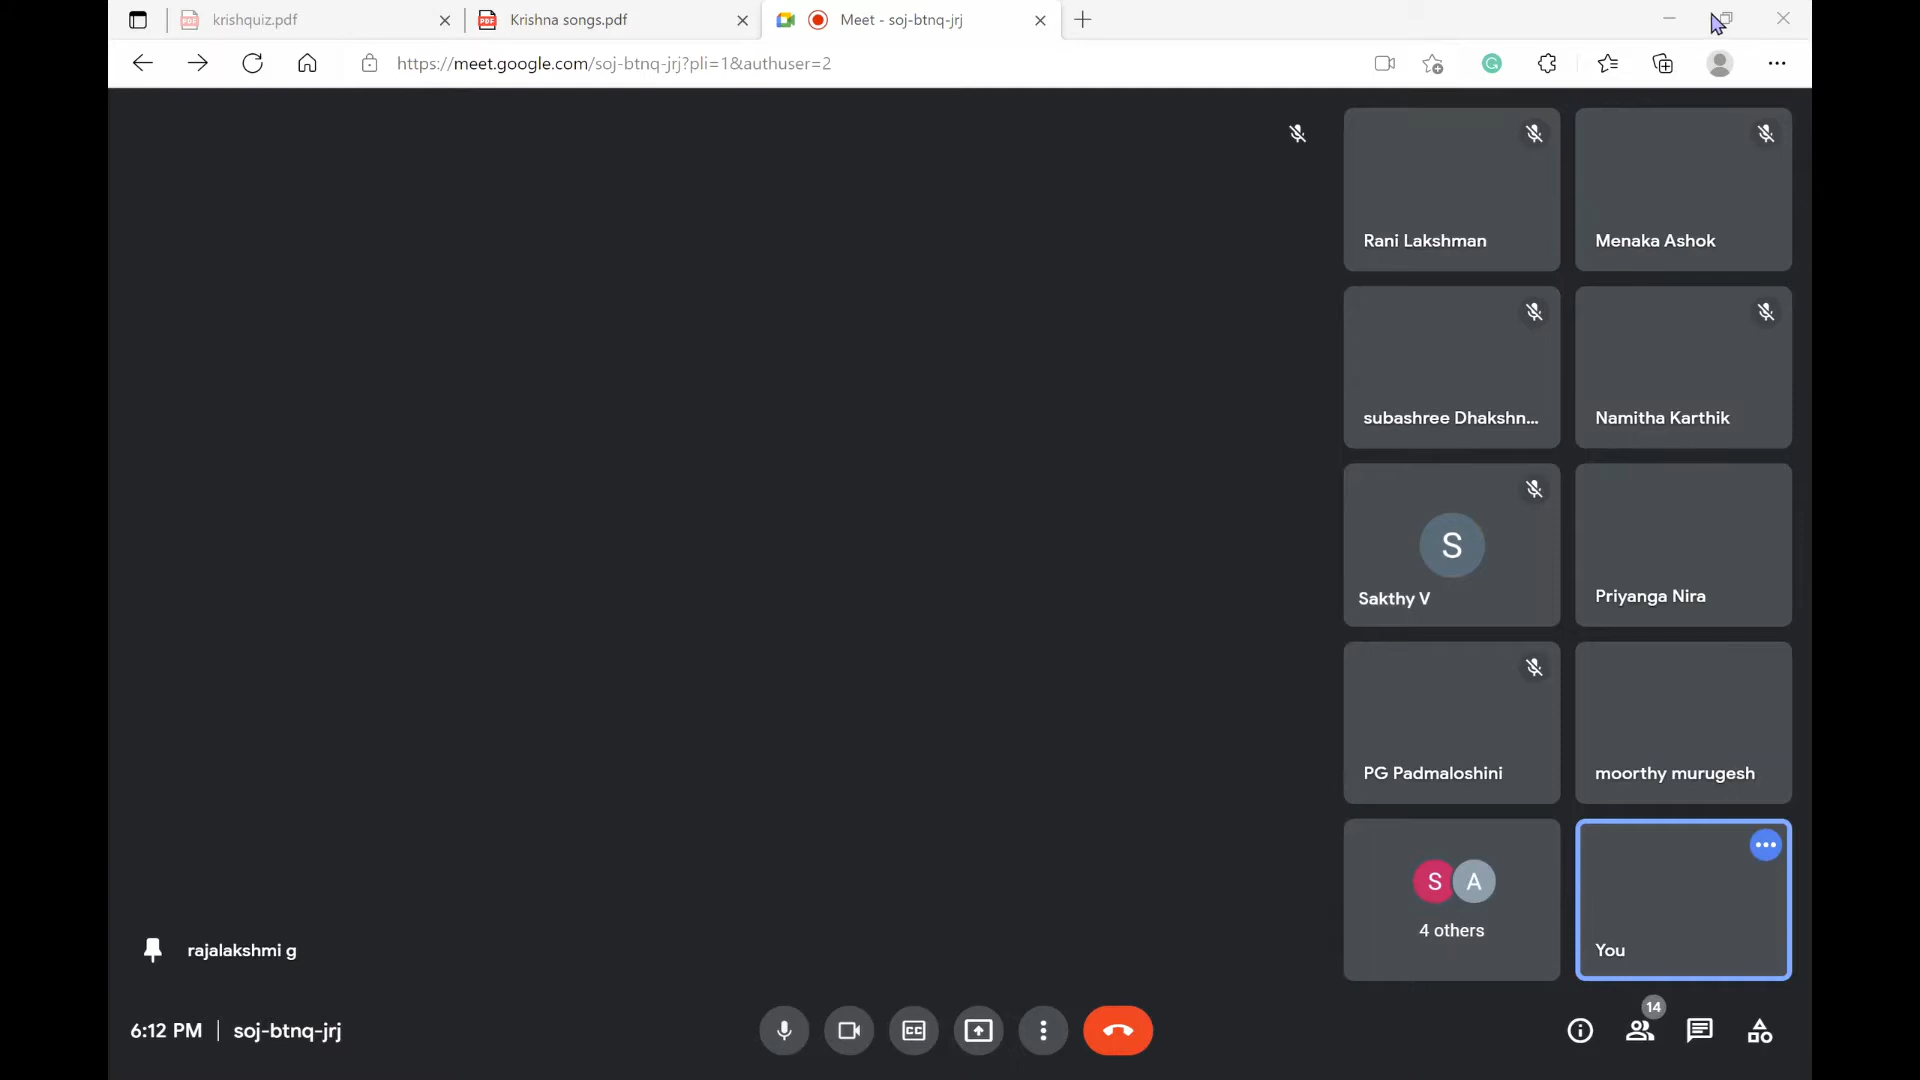 krishquiz.pdf
Krishna songs.pdf
Meet - soj-btnq-jrj
https://meet.google.com/soj-btnq-jrj?pli=1&authuser=2
Rani Lakshman
Menaka Ashok
subashree Dhakshn...
Namitha Karthik
S
Sakthy V
Priyanga Nira
PG Padmaloshini
moorthy murugesh
S A
4 others
You
rajalakshmi g
6:12 PM | soj-btnq-jrj
CC
14